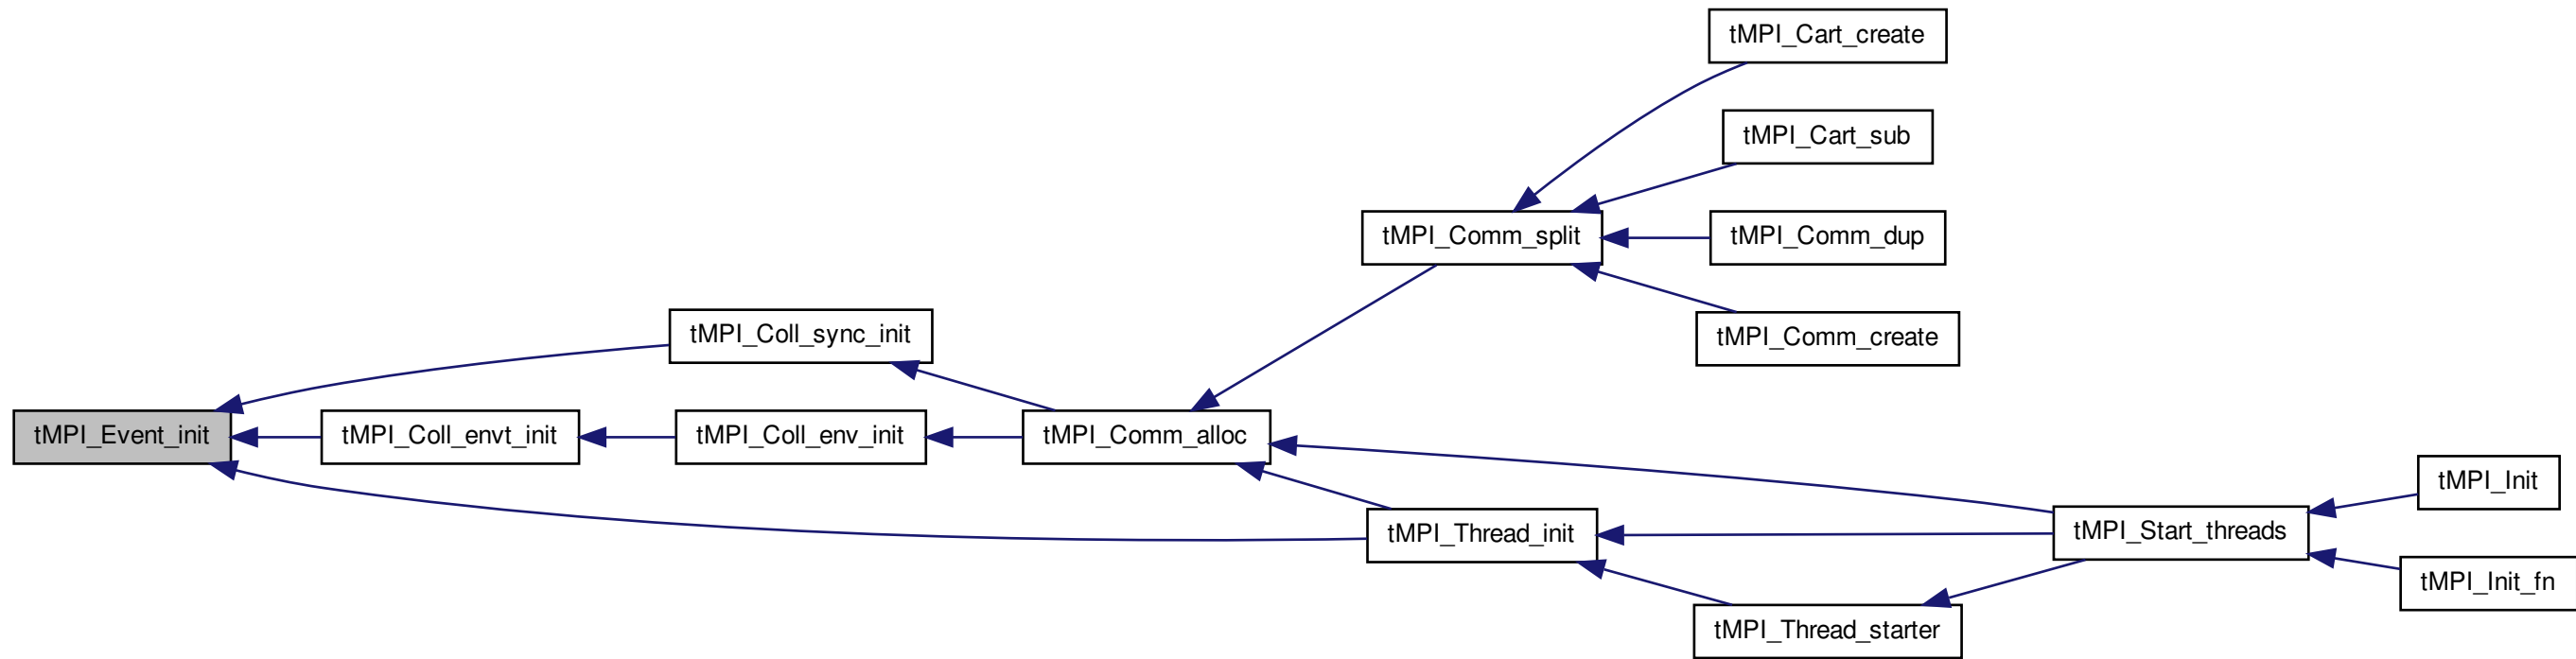 tMPI_Cart_create
tMPI_Cart_sub
tMPI_Comm_split
tMPI_Comm_dup
tMPI_Coll_sync_init
tMPI_Comm_create
tMPI_Event_init
tMPI_Coll_envt_init
tMPI_Coll_env_init
tMPI_Comm_alloc
tMPI_Init
tMPI_Thread_init
tMPI_Start_threads
tMPI_Init_fn
tMPI_Thread_starter